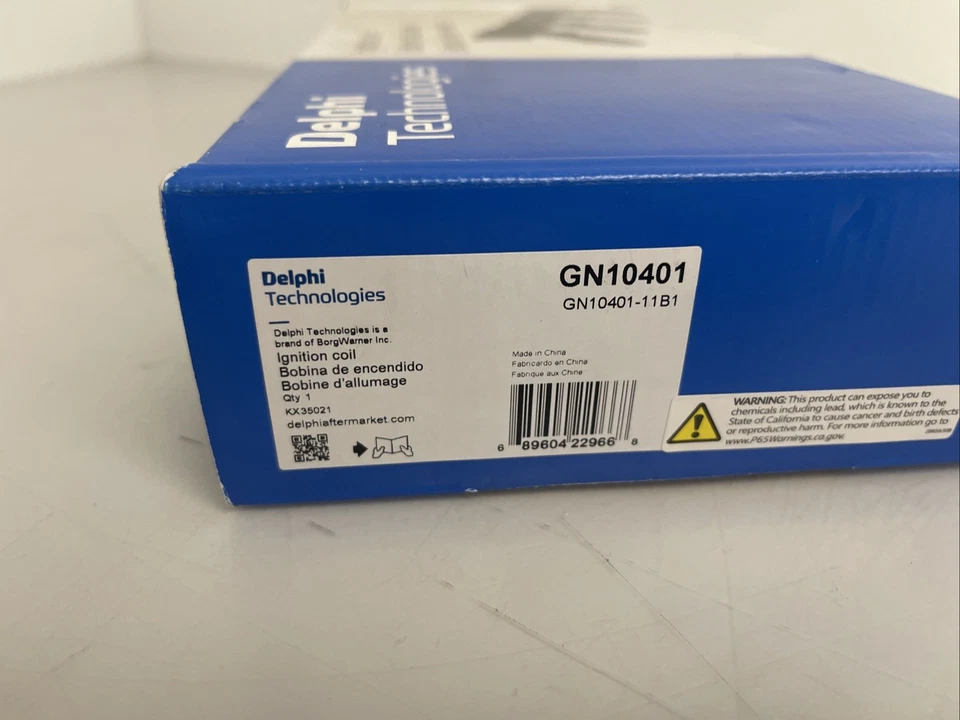 Delphi
Technologies
Delphi
Technologies
Delphi Technologies is a
brand of BorgWarner Inc.
Ignition coil
Bobina de encendido
Bobine d'allumage
Qty 1
KX35021
delphiaftermarket.com
GN10401
GN10401-11B1
Made in China
Fabricardo en China
Fabrique aux Chine
6 89604 22966 8
WARNING: This product can expose you to
chemicals including lead, which is known to the
State of California to cause cancer and birth defects
or reproductive harm. For more information go to
www.P65Warnings.ca.gov.